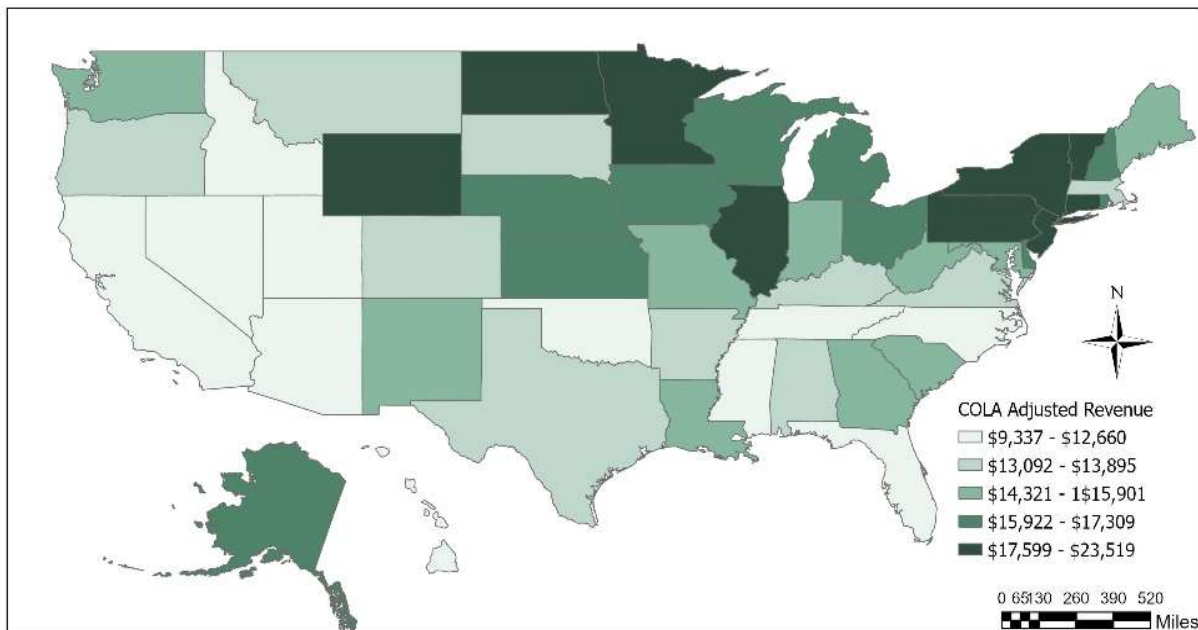 N
COLA Adjusted Revenue
$9,337 - $12,660
$13,092 - $13,895
$14,321 - 1$15,901
$15,922 - $17,309
$17,599 - $23,519
0 65130 260 390 520
Miles